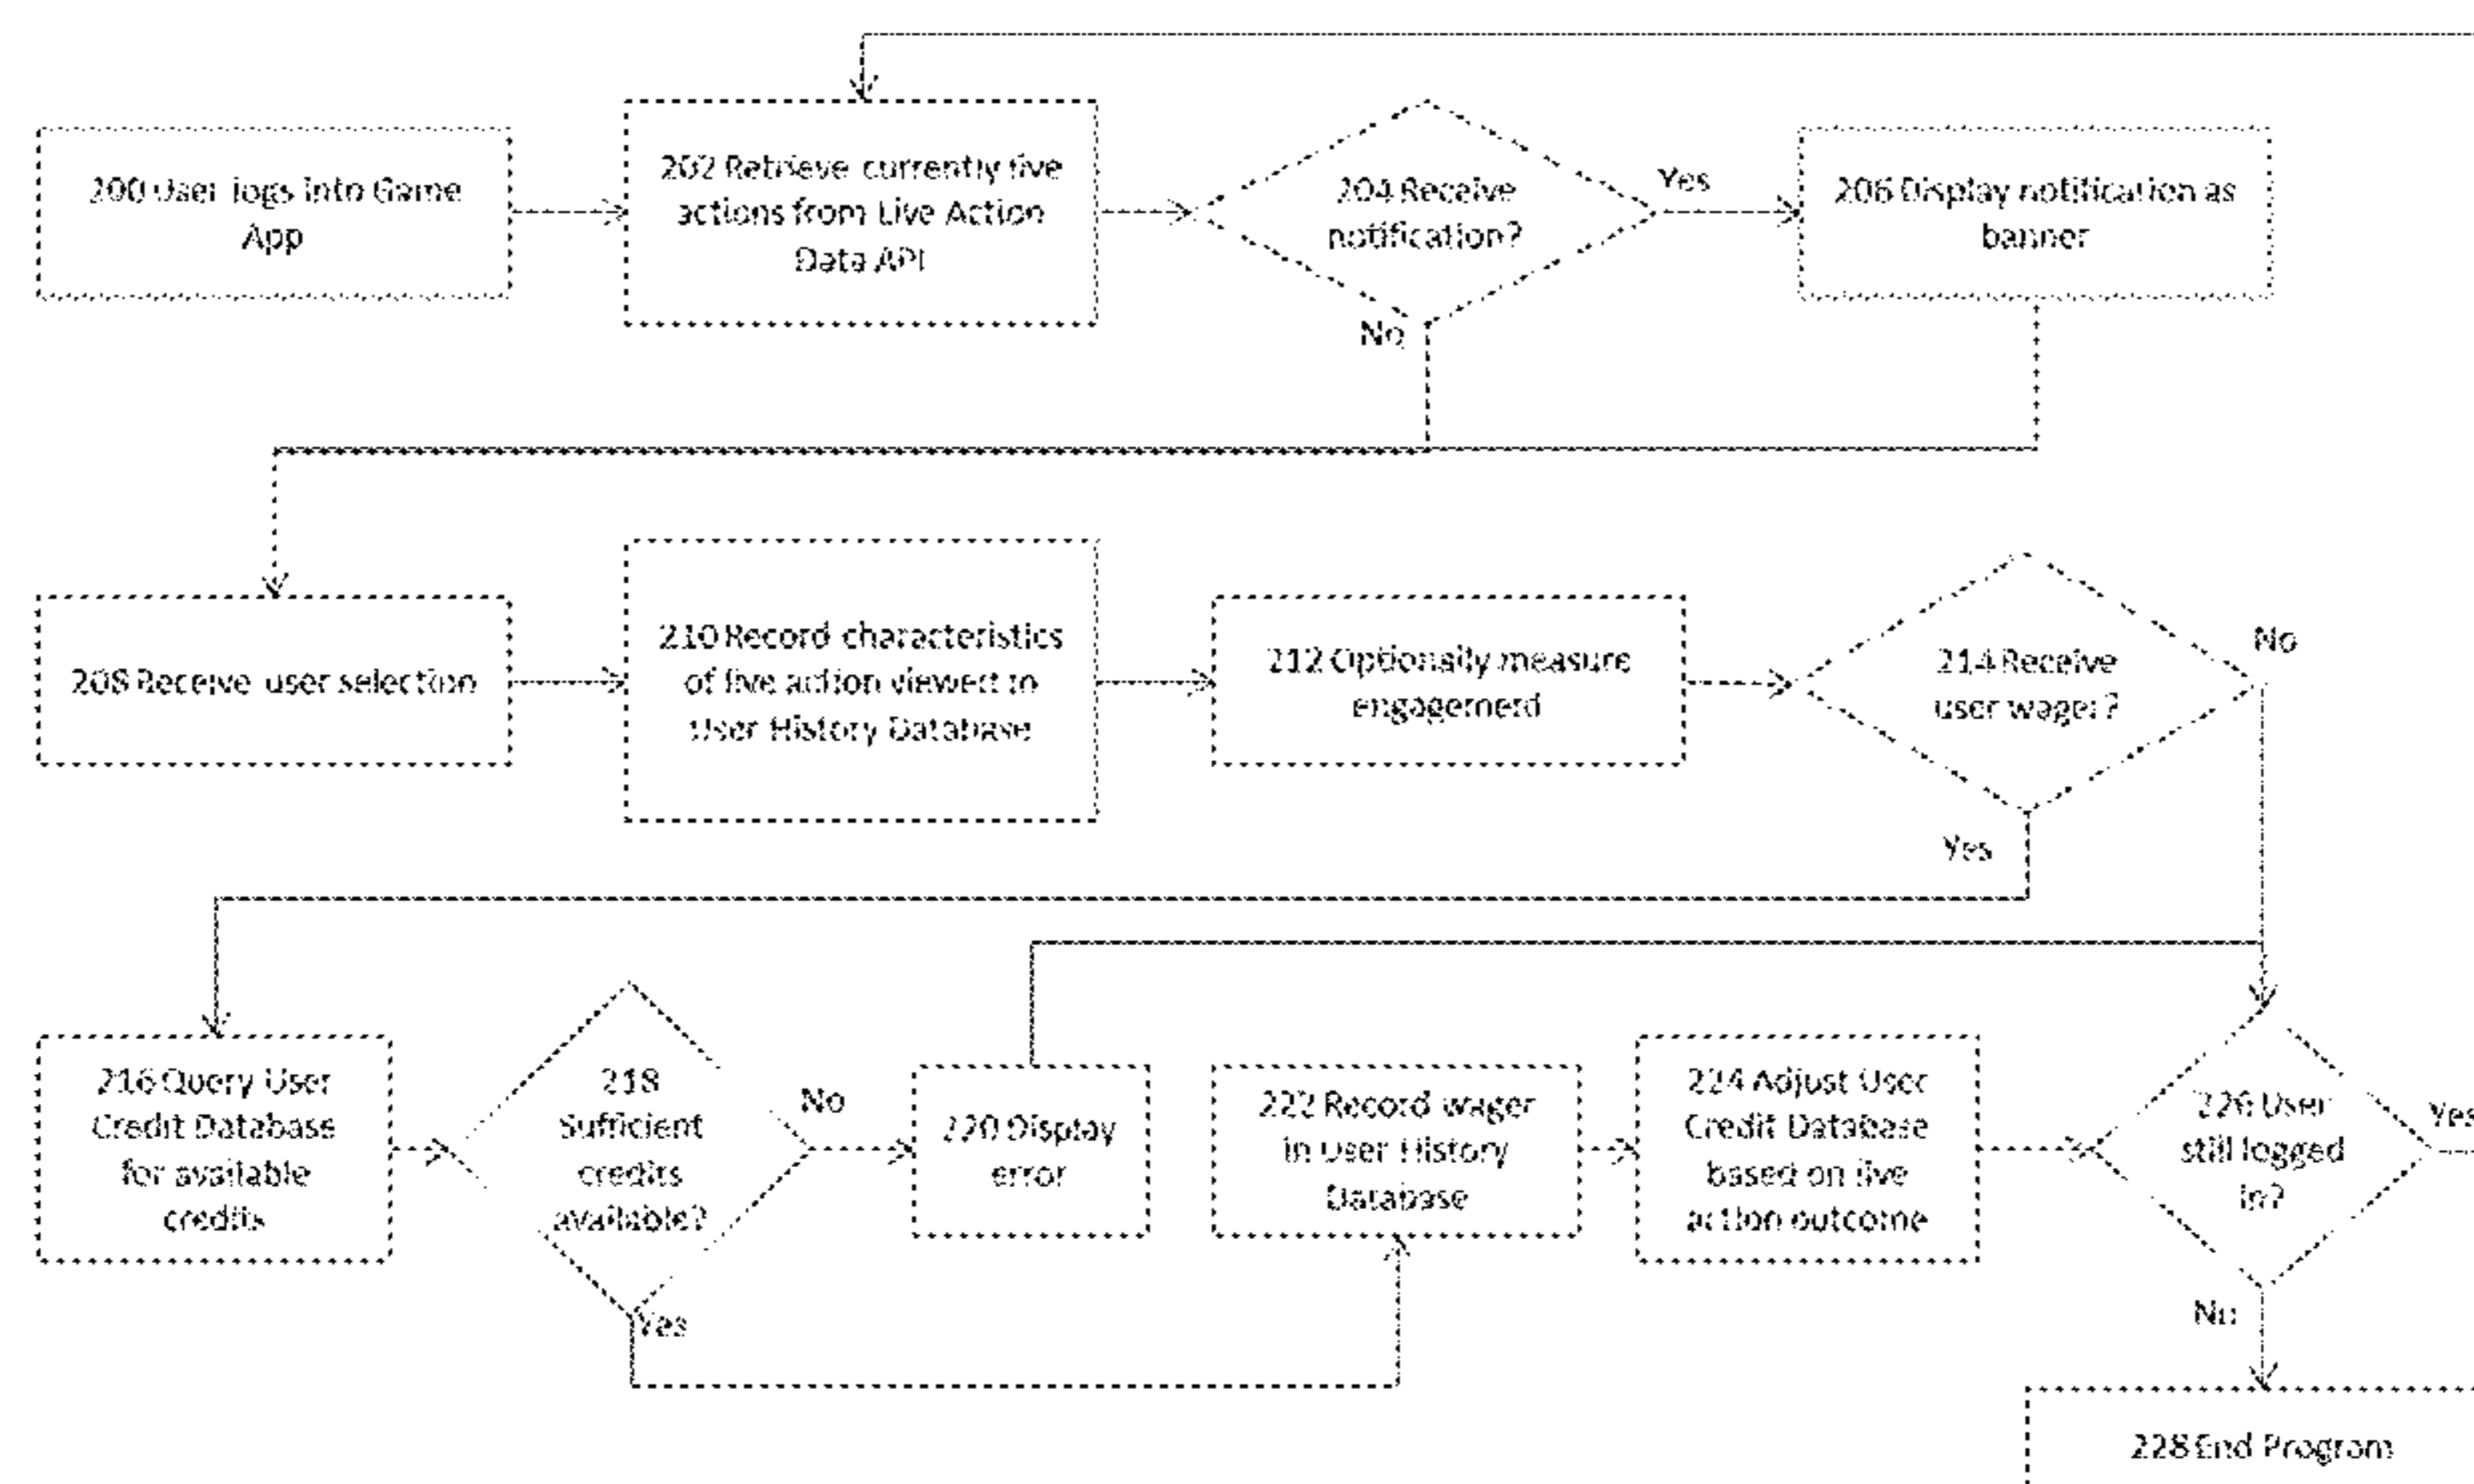 200 User logs into Game
App
202 Retrieve currently live
actions from Live Action
Data API
204 Receive
notification?
Yes
206 Display notification as
banner
No
208 Receive user selection
210 Record characteristics
of live action viewed in
User History Database
212 Optionally measure
engagement
214 Receive
user wager?
No
Yes
216 Query User
Credit Database
for available
credits
218
Sufficient
credits
available?
No
220 Display
error
222 Record wager
in User History
Database
224 Adjust User
Credit Database
based on live
action outcome
226 User
still logged
in?
Yes
Yes
No
228 End Program